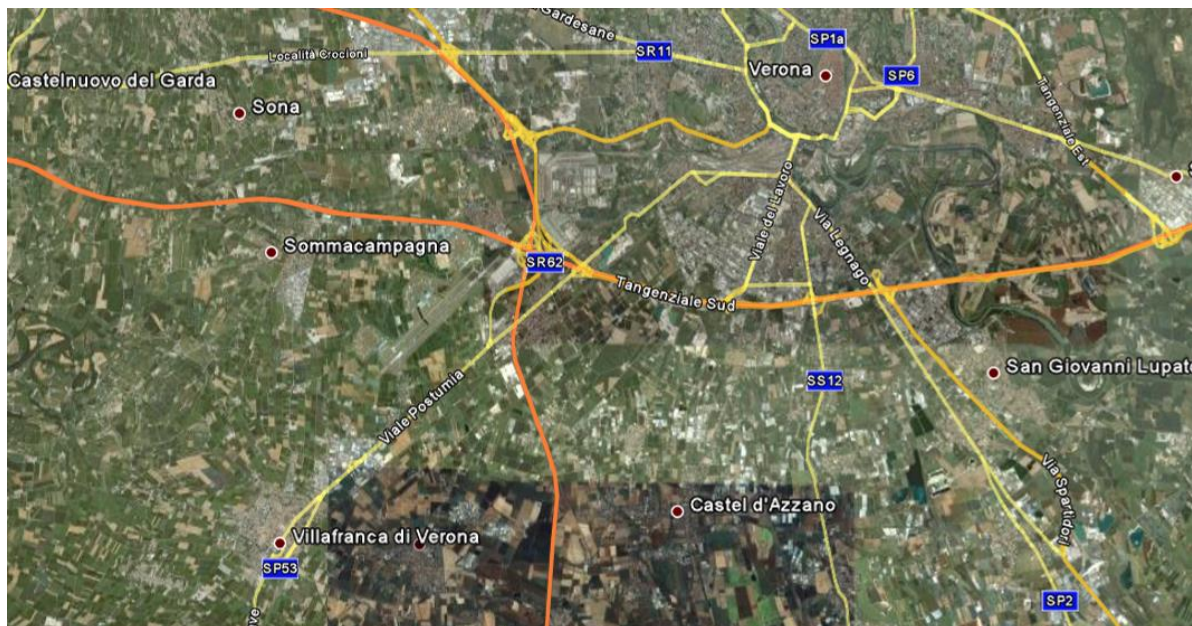 Gardesane
SP1a
Località Crocioni
SR11
Verona
SP6
Castelnuovo del Garda
Sona
Tangenziale Est
Viale del Lavoro
Via Legnago
Sommacampagna
SR62
Tangenziale Sud
San Giovanni Lupato
SS12
Viale Postumia
Via Spartidori
Castel d'Azzano
Villafranca di Verona
SP53
SP2